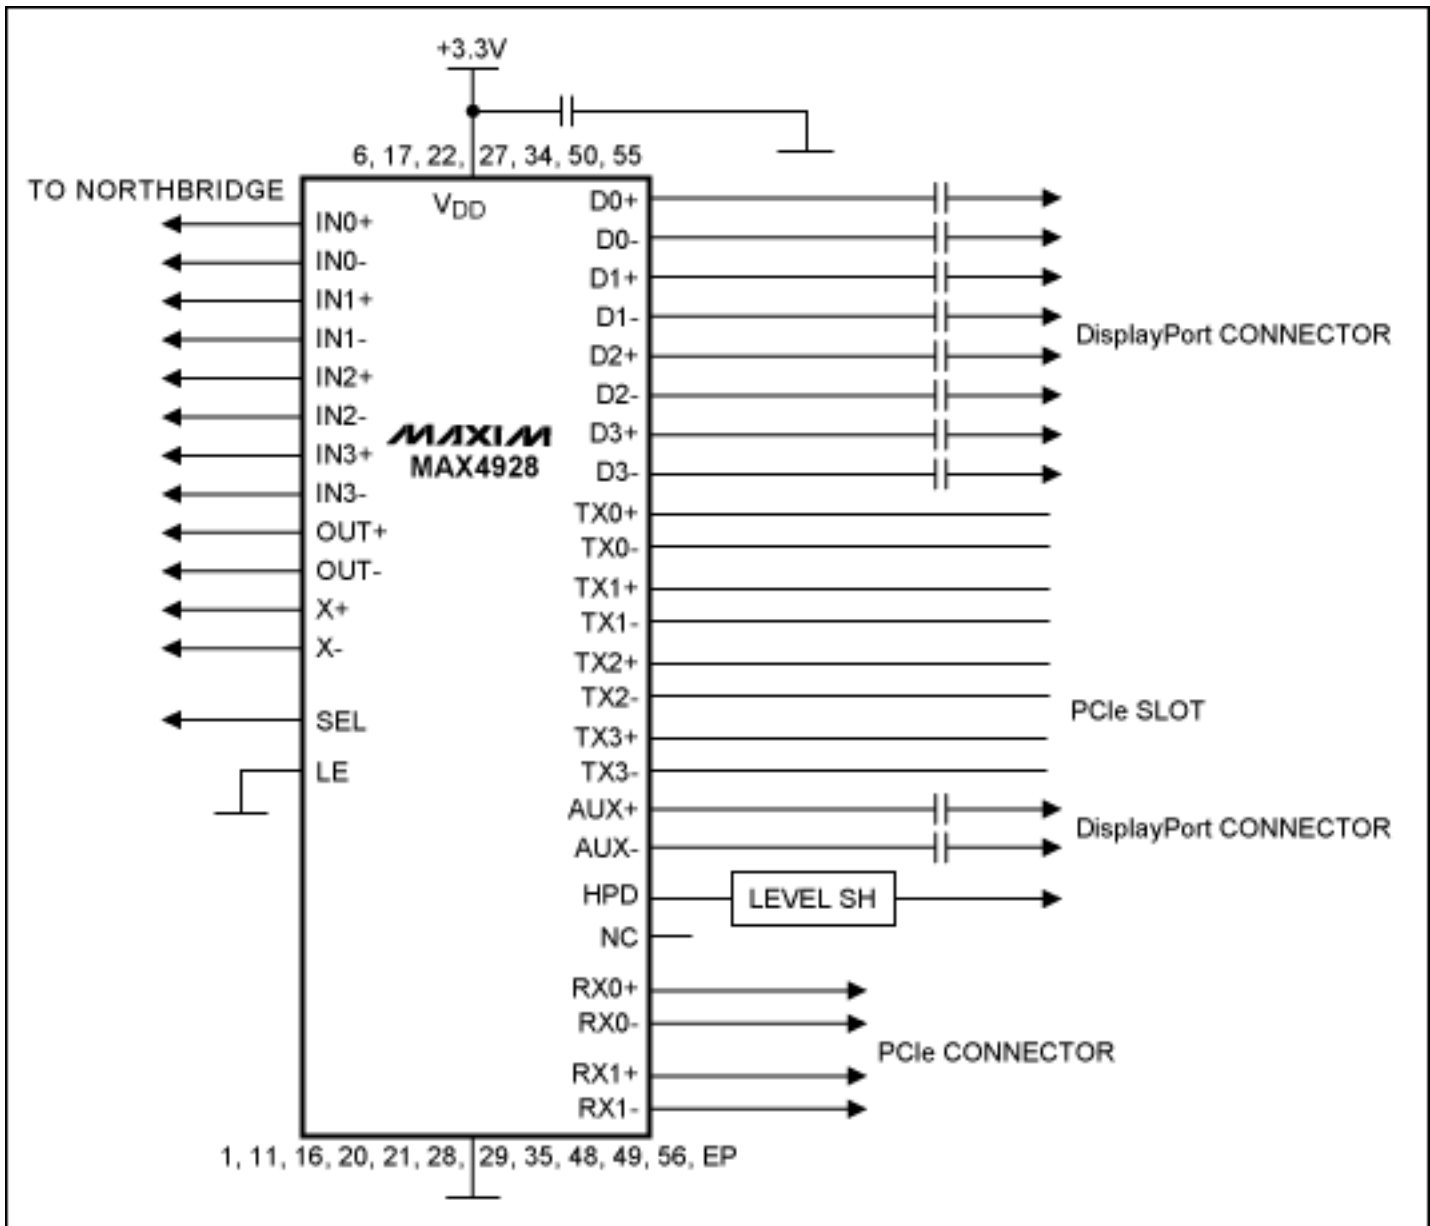 +3.3V
6, 17, 22, 27, 34, 50, 55
TO NORTHBRIDGE
VDD
IN0+
IN0-
IN1+
IN1-
IN2+
IN2-
IN3+
IN3-
OUT+
OUT-
X+
X-
SEL
LE
MAXIM
MAX4928
D0+
D0-
D1+
D1-
D2+
D2-
D3+
D3-
DisplayPort CONNECTOR
TX0+
TX0-
TX1+
TX1-
TX2+
TX2-
TX3+
TX3-
PCIe SLOT
AUX+
AUX-
DisplayPort CONNECTOR
HPD
LEVEL SH
NC
RX0+
RX0-
RX1+
RX1-
PCIe CONNECTOR
1, 11, 16, 20, 21, 28, 29, 35, 48, 49, 56, EP